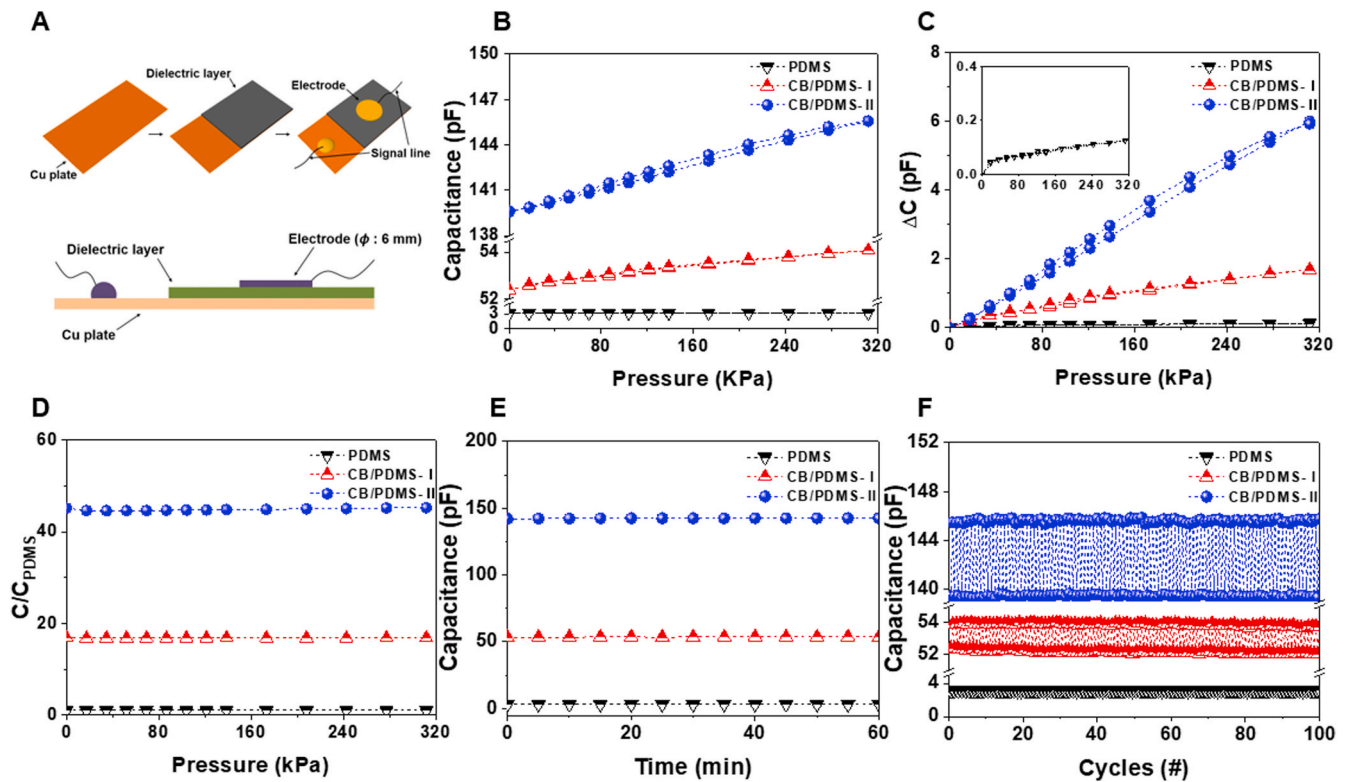 A
Dielectric layer
Electrode
Signal line
Cu plate
Dielectric layer
Electrode (ϕ : 6 mm)
Cu plate
B
150
146
144
141
138
54
52
3
0
Capacitance (pF)
PDMS
CB/PDMS- I
CB/PDMS-II
0 80 160 240 320
Pressure (KPa)
C
8
6
4
2
0
ΔC (pF)
0.4
0.2
0.0
0 40 80 120 160 200 240 280 320
PDMS
CB/PDMS- I
CB/PDMS-II
0 80 160 240 320
Pressure (kPa)
D
60
40
20
0
C/C PDMS
PDMS
CB/PDMS- I
CB/PDMS-II
0 80 160 240 320
Pressure (kPa)
E
200
150
100
50
0
Capacitance (pF)
PDMS
CB/PDMS- I
CB/PDMS-II
0 20 40 60
Time (min)
F
152
148
144
140
54
52
4
0
Capacitance (pF)
PDMS
CB/PDMS- I
CB/PDMS-II
0 20 40 60 80 100
Cycles (#)